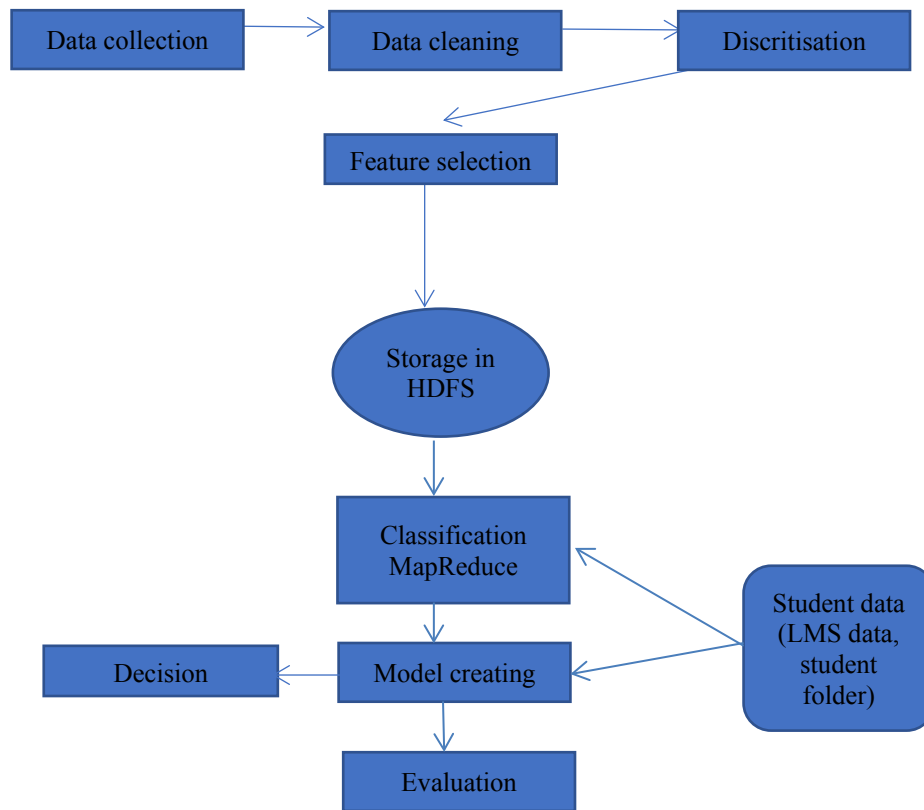 Data collection
Data cleaning
Discritisation
Feature selection
Storage in
HDFS
Classification
MapReduce
Student data
(LMS data,
student
folder)
Decision
Model creating
Evaluation